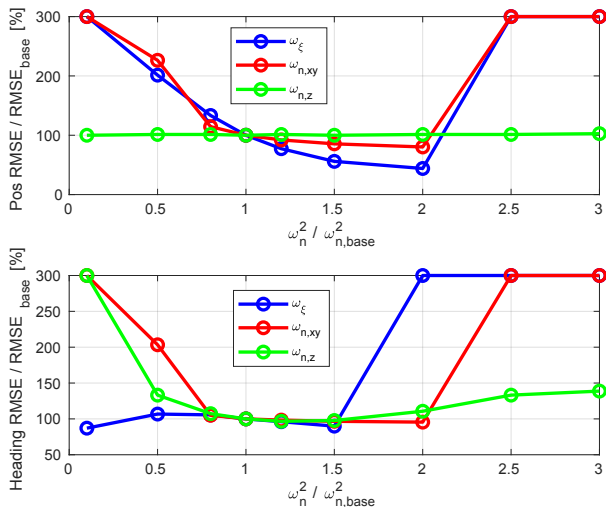 Pos RMSE / RMSE_base [%]
300
200
100
0
ω_ξ
ω_n,xy
ω_n,z
0 0.5 1 1.5 2 2.5 3
ω_n^2 / ω_n,base^2
Heading RMSE / RMSE_base [%]
300
250
200
150
100
50
ω_ξ
ω_n,xy
ω_n,z
0 0.5 1 1.5 2 2.5 3
ω_n^2 / ω_n,base^2